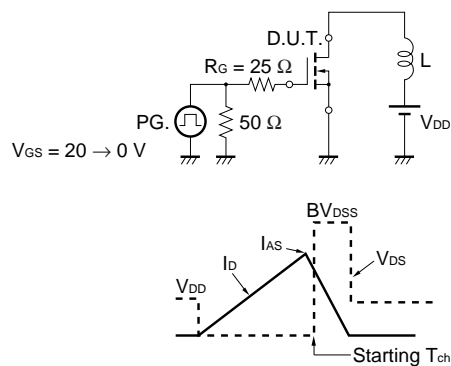 D.U.T.
RG = 25 Ω
L
PG.
50 Ω
VDD
VGS = 20 → 0 V
BVDSS
IAS
ID
VDS
VDD
Starting Tch